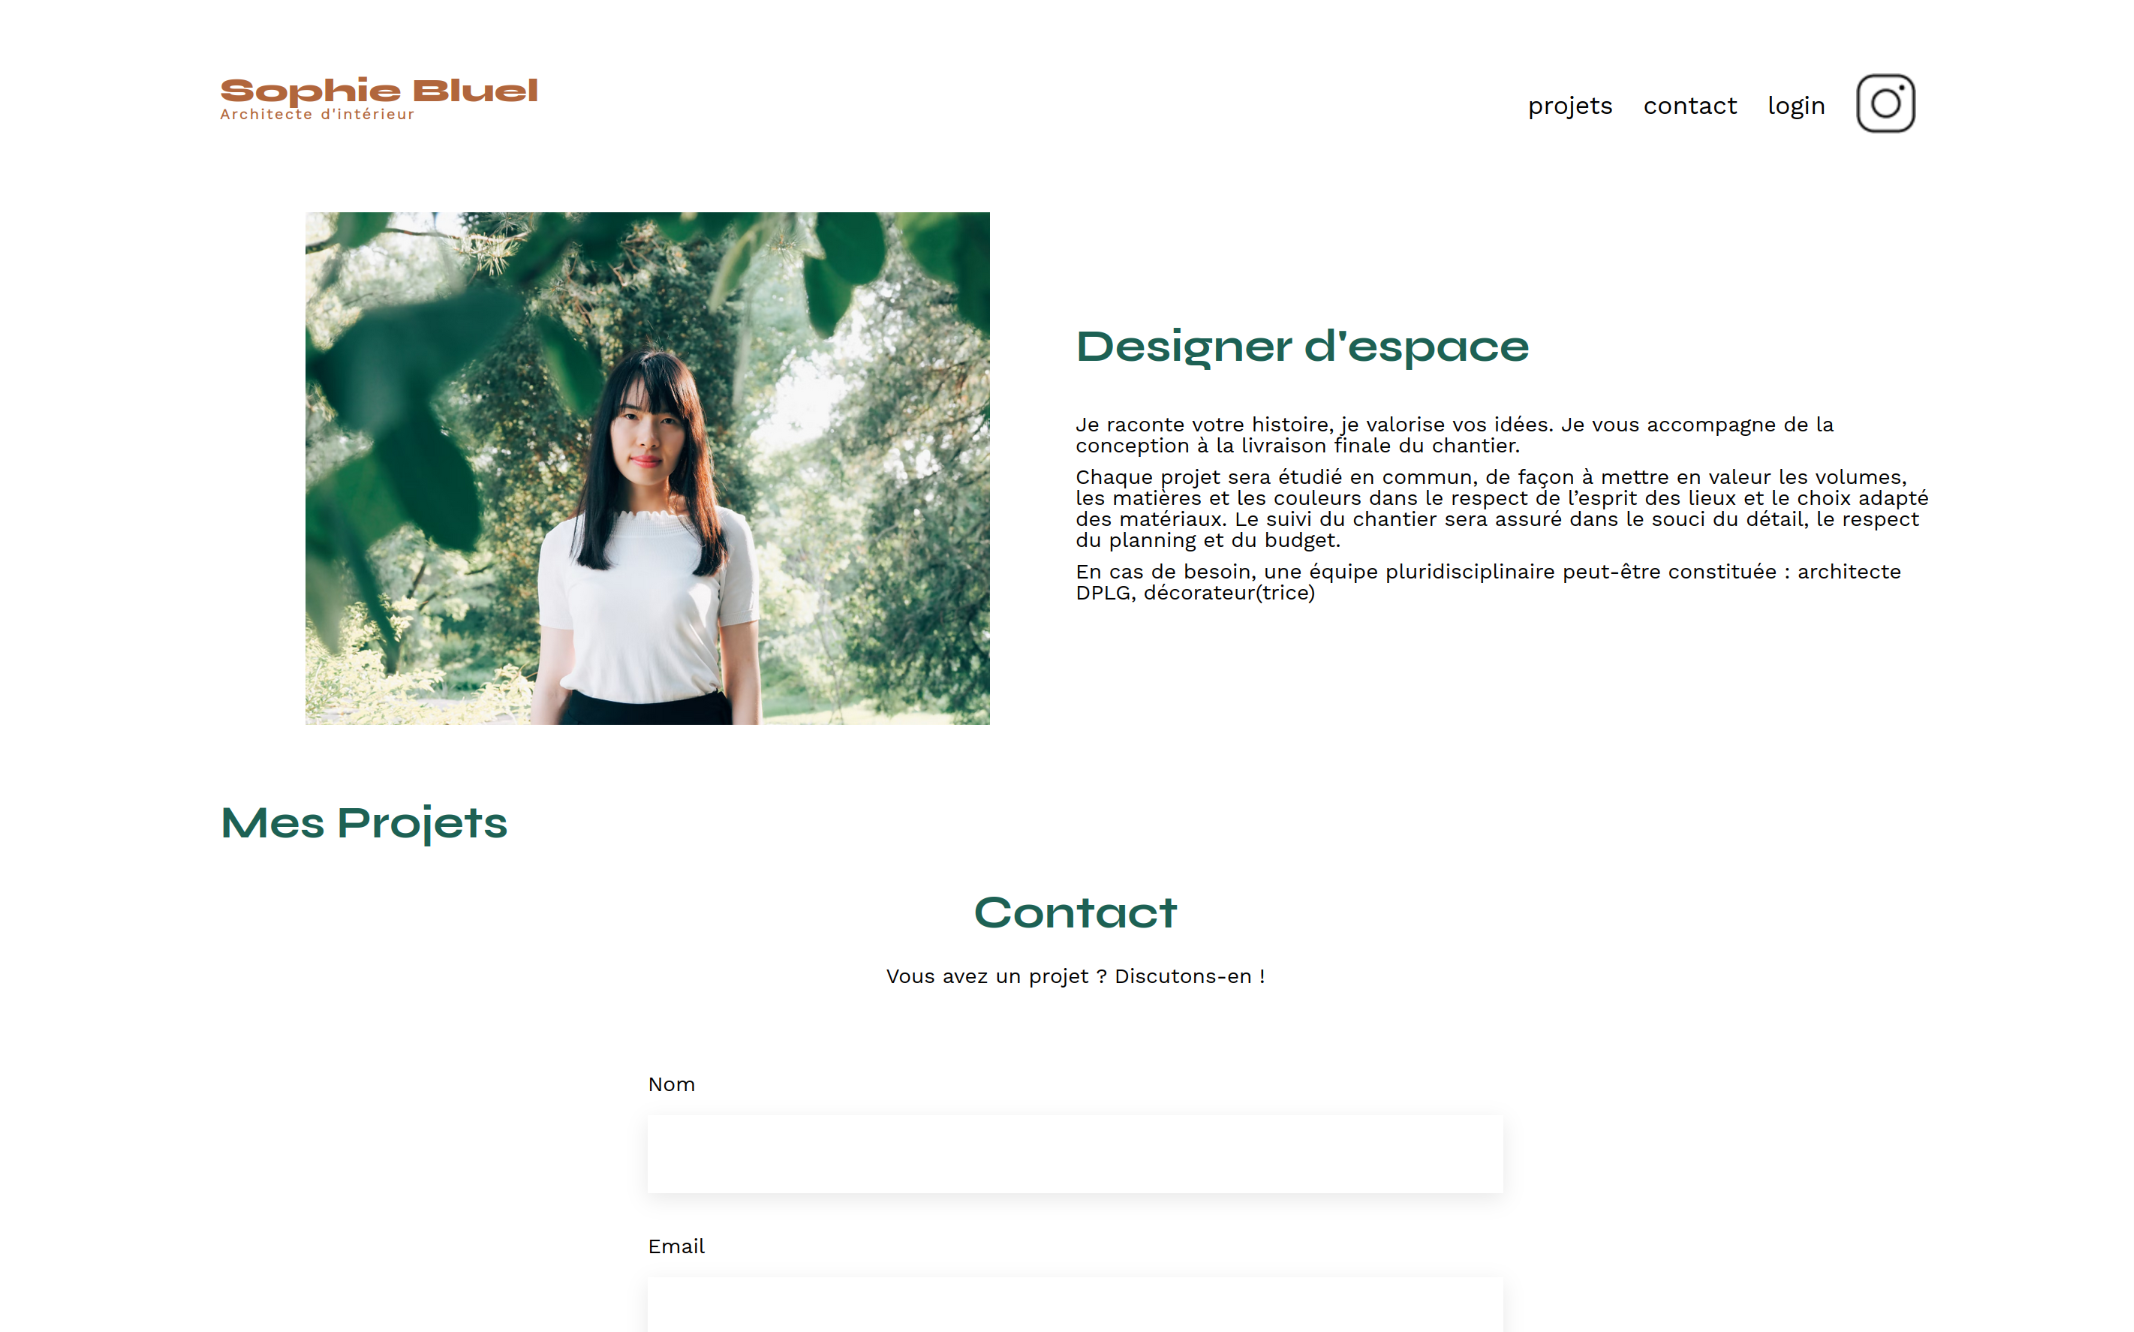 Sophie Bluel
Architecte d'intérieur
projets contact login
Designer d'espace
Je raconte votre histoire, je valorise vos idées. Je vous accompagne de la
conception à la livraison finale du chantier.
Chaque projet sera étudié en commun, de façon à mettre en valeur les volumes,
les matières et les couleurs dans le respect de l’esprit des lieux et le choix adapté
des matériaux. Le suivi du chantier sera assuré dans le souci du détail, le respect
du planning et du budget.
En cas de besoin, une équipe pluridisciplinaire peut-être constituée : architecte
DPLG, décorateur(trice)
Mes Projets
Contact
Vous avez un projet ? Discutons-en !
Nom
Email